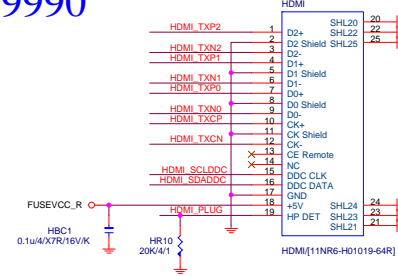 9990
HDMI
HDMI_TXP2 1 D2+ SHL20 20
2 D2 Shield SHL22 22
HDMI_TXN2 3 D2- SHL25 25
HDMI_TXP1 4 D1+
5 D1 Shield
HDMI_TXN1 6 D1-
HDMI_TXP0 7 D0+
8 D0 Shield
HDMI_TXN0 9 D0-
HDMI_TXCP 10 CK+
11 CK Shield
HDMI_TXCN 12 CK-
13 CE Remote
14 NC
HDMI_SCLDDC 15 DDC CLK
HDMI_SDADDC 16 DDC DATA
17 GND
FUSEVCC_R 18 +5V SHL24 24
HDMI_PLUG 19 HP DET SHL23 23
SHL21 21
HBC1
0.1u/4/X7R/16V/K
HR10
20K/4/1
HDMI/[11NR6-H01019-64R]